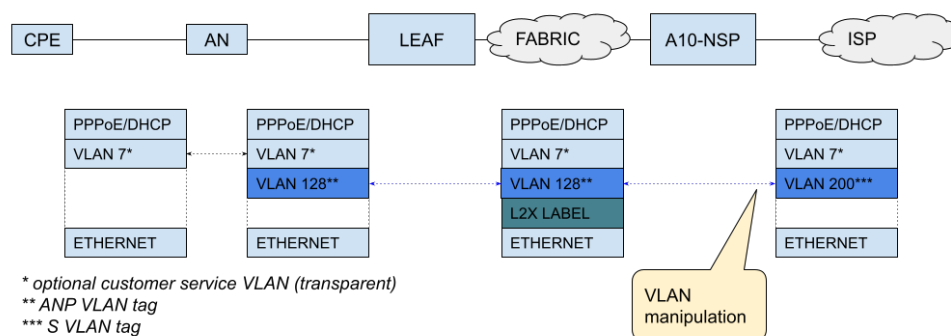 CPE
AN
LEAF
FABRIC
A10-NSP
ISP
PPPoE/DHCP
VLAN 7*
ETHERNET
PPPoE/DHCP
VLAN 7*
VLAN 128**
ETHERNET
PPPoE/DHCP
VLAN 7*
VLAN 128**
L2X LABEL
ETHERNET
PPPoE/DHCP
VLAN 7*
VLAN 200***
ETHERNET
VLAN
manipulation
* optional customer service VLAN (transparent)
** ANP VLAN tag
*** S VLAN tag